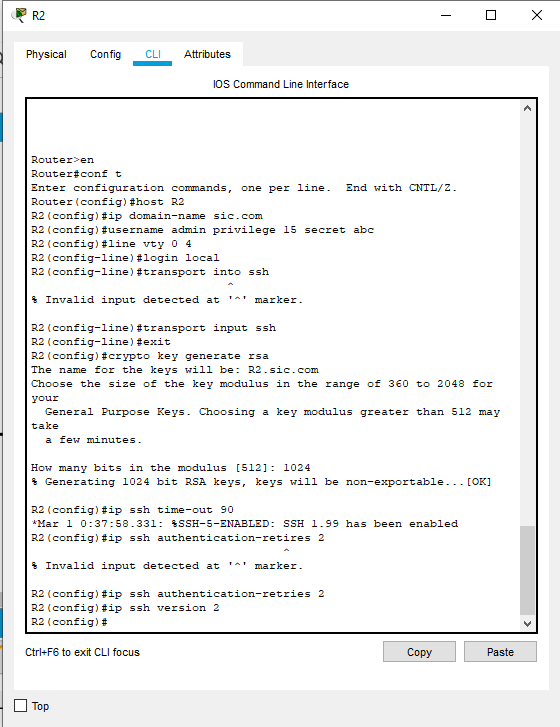 R2
Physical Config CLI Attributes
IOS Command Line Interface
Router>en
Router#conf t
Enter configuration commands, one per line.  End with CNTL/Z.
Router(config)#host R2
R2(config)#ip domain-name sic.com
R2(config)#username admin privilege 15 secret abc
R2(config)#line vty 0 4
R2(config-line)#login local
R2(config-line)#transport into ssh
^
% Invalid input detected at '^' marker.
R2(config-line)#transport input ssh
R2(config-line)#exit
R2(config)#crypto key generate rsa
The name for the keys will be: R2.sic.com
Choose the size of the key modulus in the range of 360 to 2048 for
your
General Purpose Keys. Choosing a key modulus greater than 512 may
take
a few minutes.
How many bits in the modulus [512]: 1024
% Generating 1024 bit RSA keys, keys will be non-exportable...[OK]
R2(config)#ip ssh time-out 90
*Mar 1 0:37:58.331: %SSH-5-ENABLED: SSH 1.99 has been enabled
R2(config)#ip ssh authentication-retires 2
^
% Invalid input detected at '^' marker.
R2(config)#ip ssh authentication-retries 2
R2(config)#ip ssh version 2
R2(config)#
Ctrl+F6 to exit CLI focus Copy Paste
Top